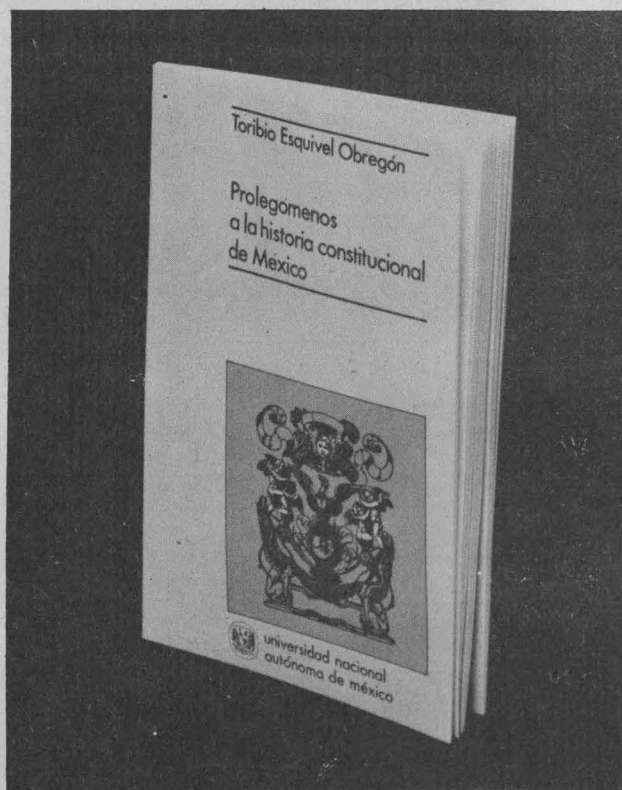 Toribio Esquivel Obregón
Prolegómenos
a la historia constitucional
de México
universidad nacional
autónoma de méxico